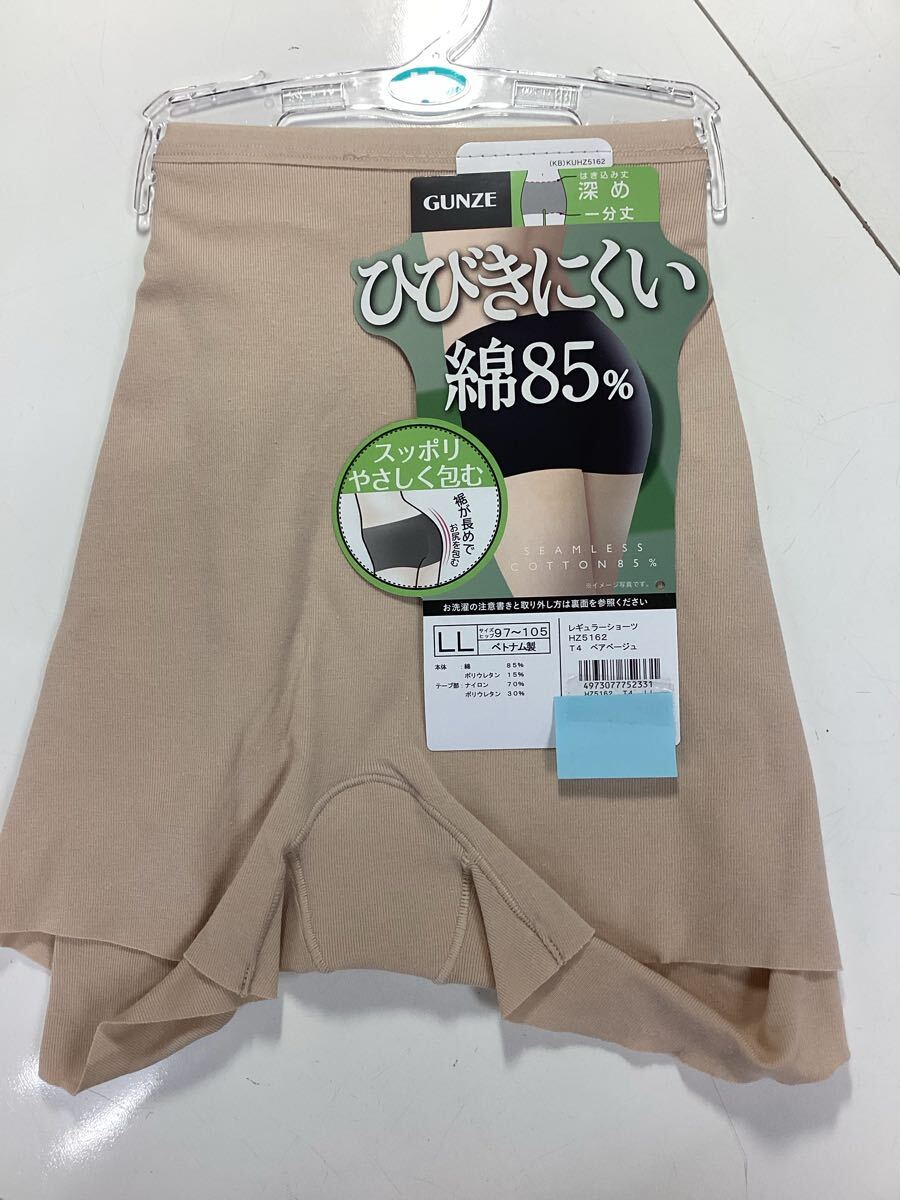 (KB)KUHZ5162
GUNZE
はき込み丈
深め
一分丈
ひびきにくい
綿85%
スッポリ
やさしく包む
裾が長めで
お尻を包む
SEAMLESS
COTTON85%
※イメージ写真です。
お洗濯の注意書きと取り外し方は裏面を参照ください
LL
サイズ
ヒップ
97〜105
ベトナム製
レギュラーショーツ
HZ5162
T4 ペアベージュ
本体 :綿 85%
ポリウレタン 15%
テープ部:ナイロン 70%
ポリウレタン 30%
4973077752331
HZ5162 T4 LL